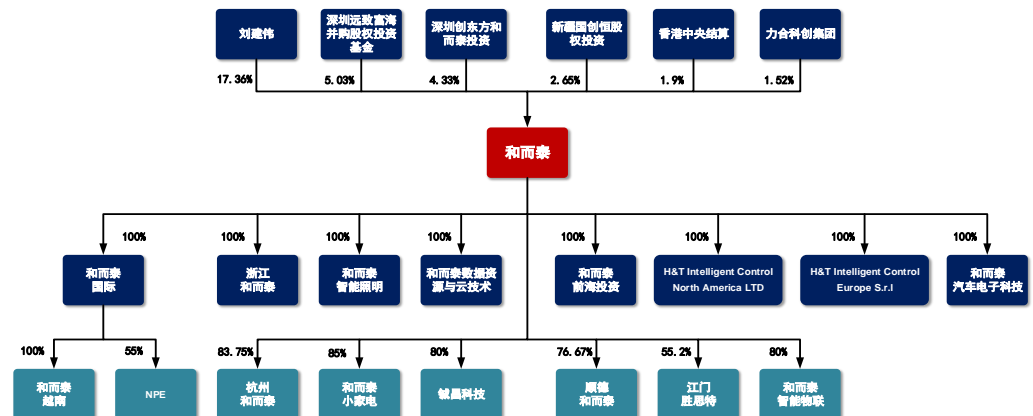 刘建伟
深圳远致富海
并购股权投资
基金
深圳创东方和
而泰投资
新疆国创恒股
权投资
香港中央结算
力合科创集团
17.36%
5.03%
4.33%
2.65%
1.9%
1.52%
和而泰
100%
100%
100%
100%
100%
100%
100%
100%
和而泰
国际
浙江
和而泰
和而泰
智能照明
和而泰数据资
源与云技术
和而泰
前海投资
H&T Intelligent Control
North America LTD
H&T Intelligent Control
Europe S.r.l
和而泰
汽车电子科技
100%
55%
83.75%
85%
80%
76.67%
55.2%
80%
和而泰
越南
NPE
杭州
和而泰
和而泰
小家电
铖昌科技
顺德
和而泰
江门
胜思特
和而泰
智能物联